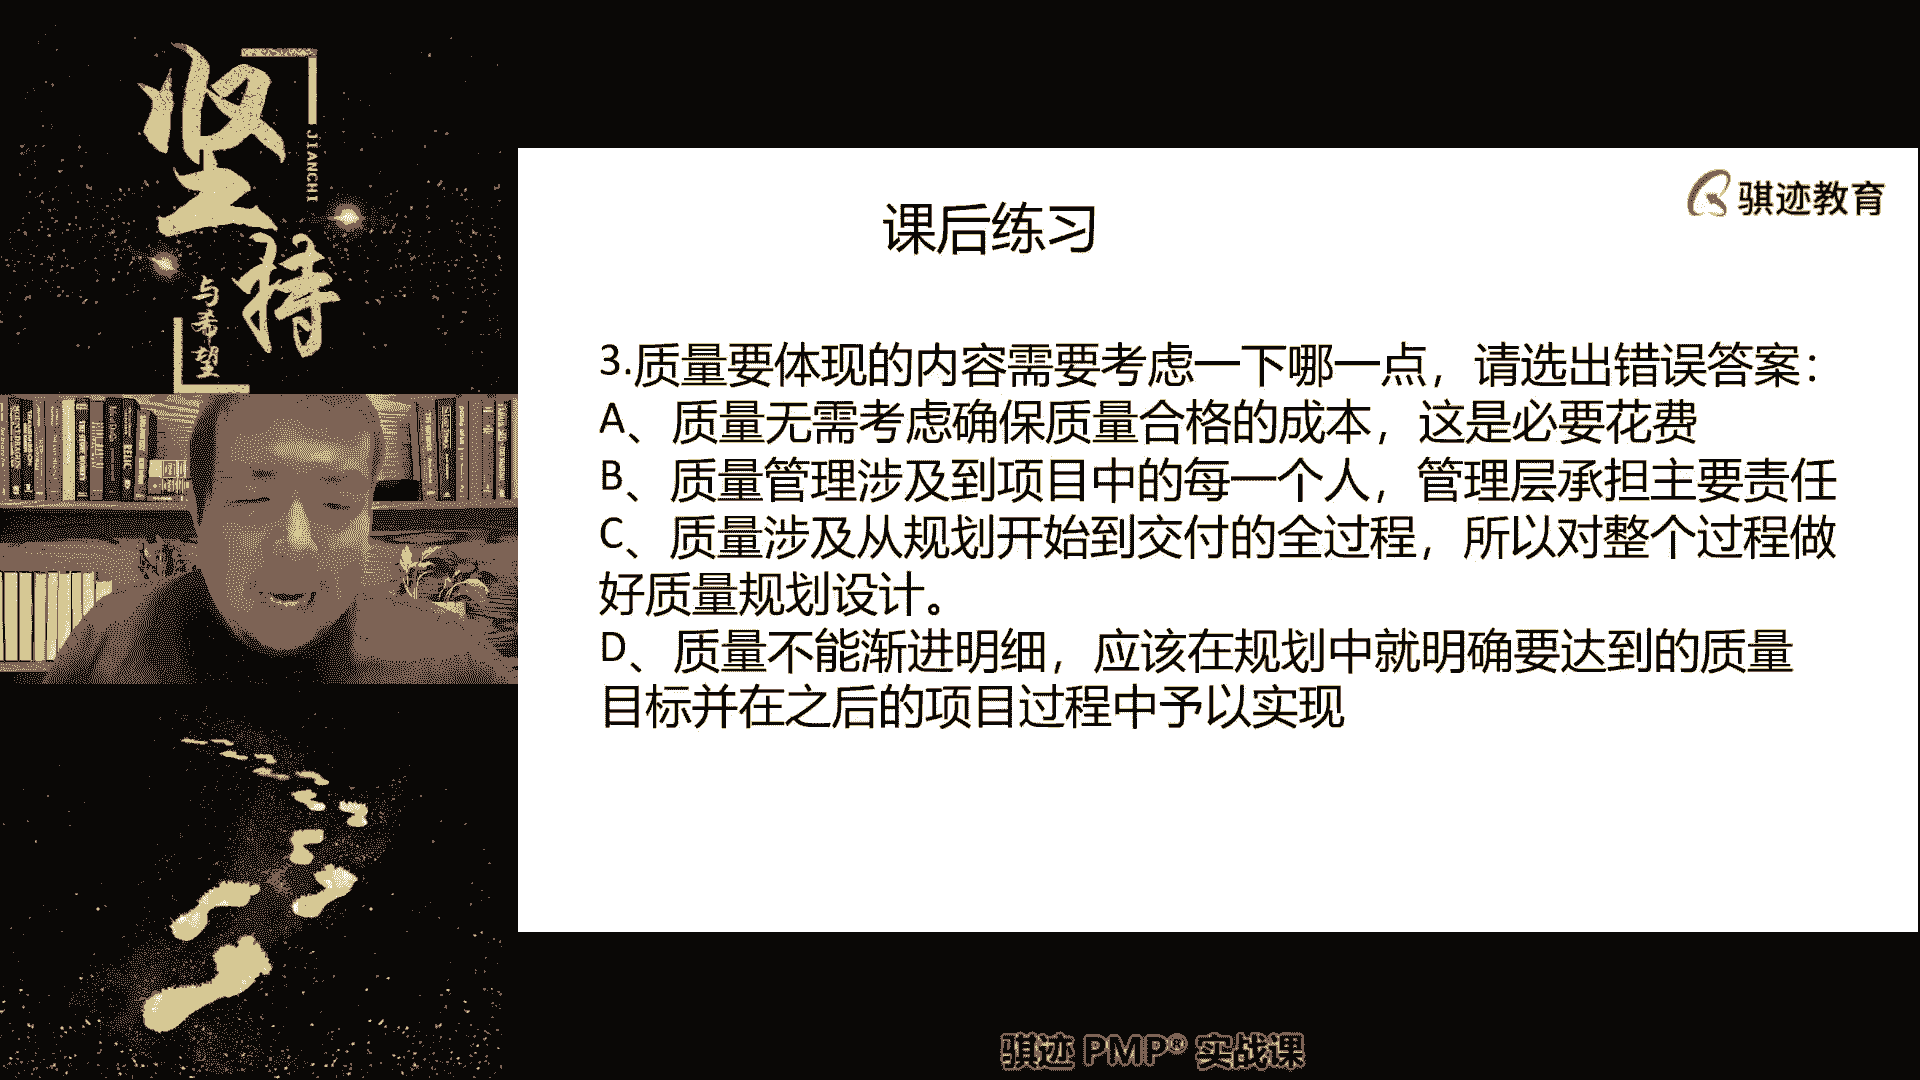 坚持
JIANCHI
与希望
骐迹教育
课后练习
3.质量要体现的内容需要考虑一下哪一点，请选出错误答案：
A、质量无需考虑确保质量合格的成本，这是必要花费
B、质量管理涉及到项目中的每一个人，管理层承担主要责任
C、质量涉及从规划开始到交付的全过程，所以对整个过程做
好质量规划设计。
D、质量不能渐进明细，应该在规划中就明确要达到的质量
目标并在之后的项目过程中予以实现
骐迹 PMP® 实战课